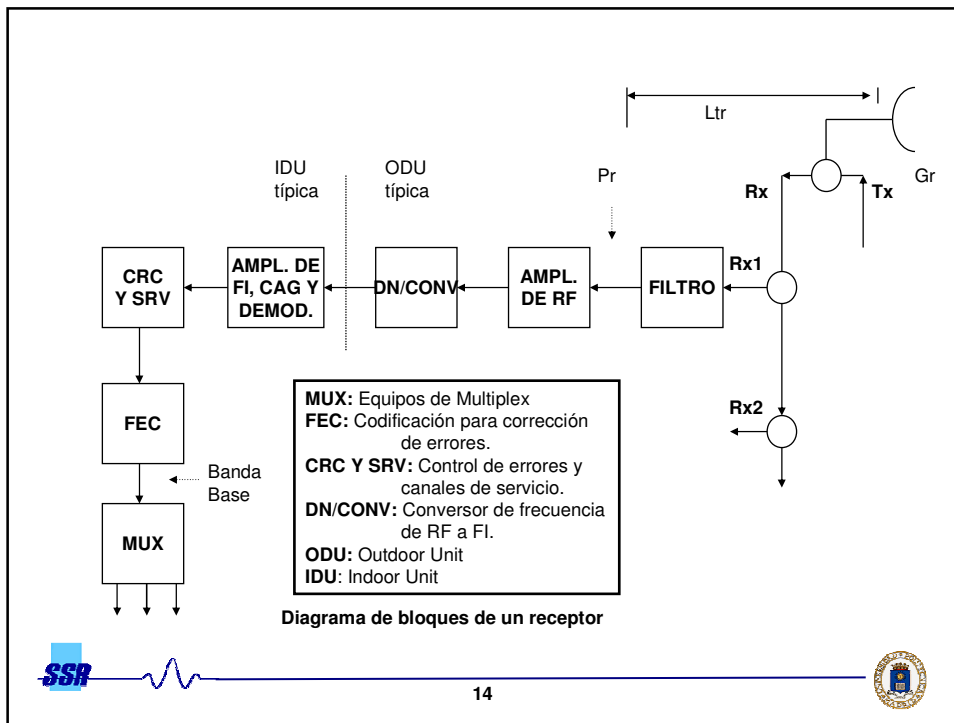 Ltr
IDU
típica
ODU
típica
Pr
Gr
Rx
Tx
Rx1
CRC
Y SRV
AMPL. DE
FI, CAG Y
DEMOD.
DN/CONV
AMPL.
DE RF
FILTRO
FEC
Rx2
Banda
Base
MUX
MUX: Equipos de Multiplex
FEC: Codificación para corrección
de errores.
CRC Y SRV: Control de errores y
canales de servicio.
DN/CONV: Conversor de frecuencia
de RF a FI.
ODU: Outdoor Unit
IDU: Indoor Unit
Diagrama de bloques de un receptor
SSR
14